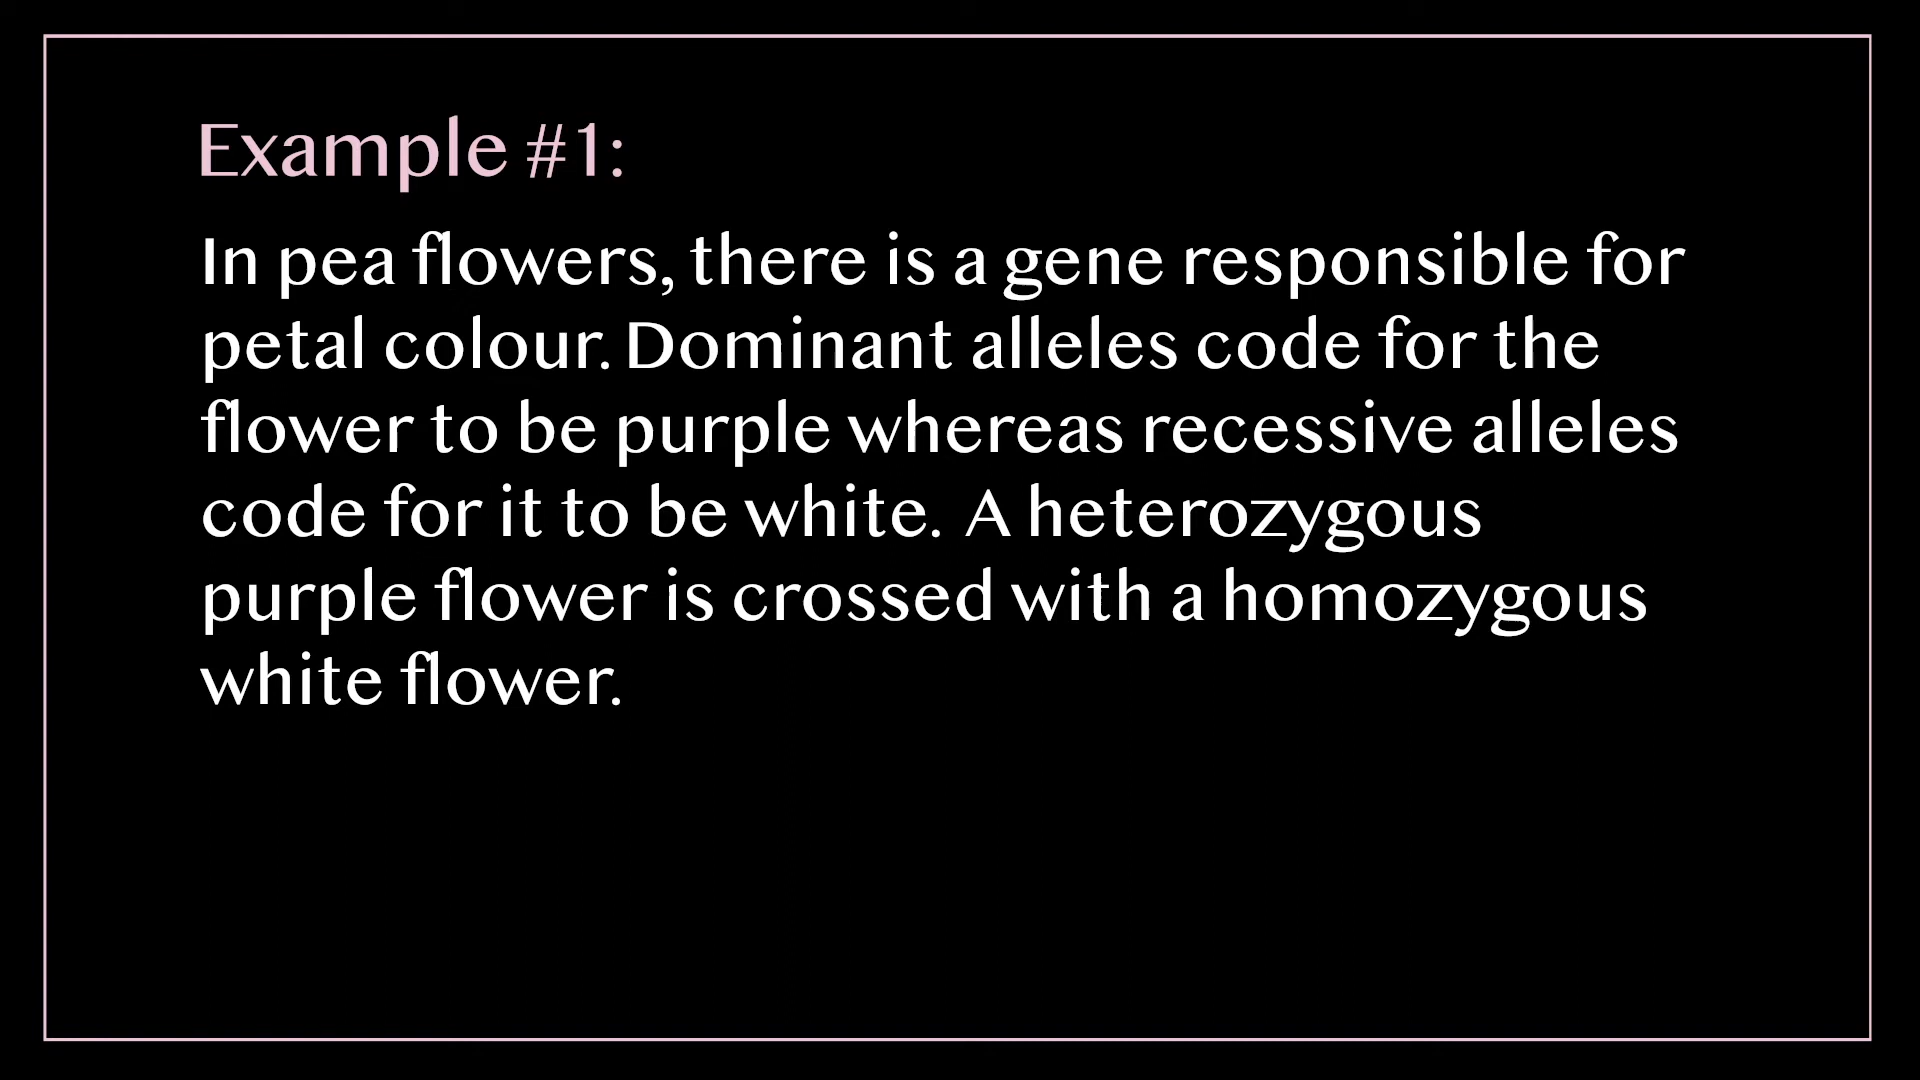 Example #1:
In pea flowers, there is a gene responsible for
petal colour. Dominant alleles code for the
flower to be purple whereas recessive alleles
code for it to be white. A heterozygous
purple flower is crossed with a homozygous
white flower.